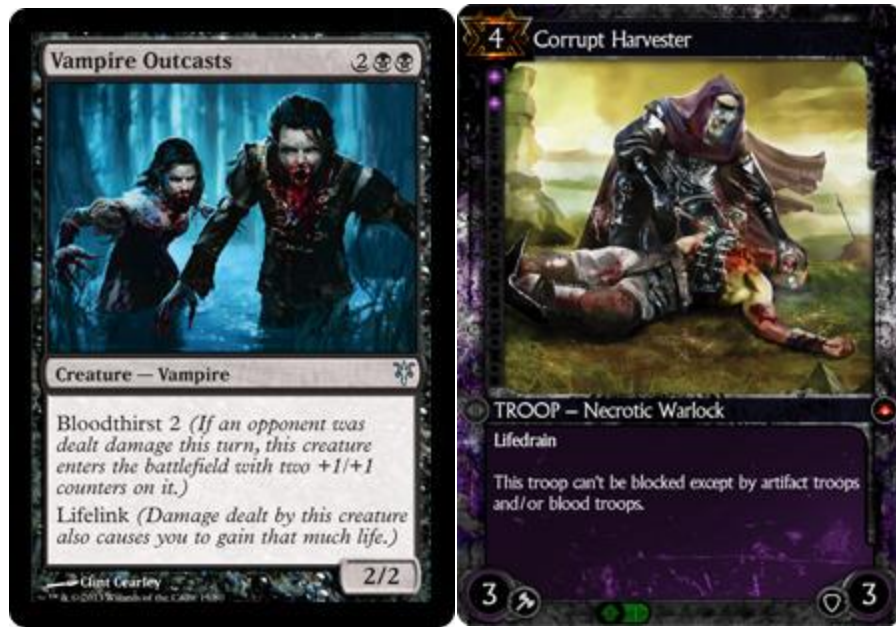 Vampire Outcasts 2
Creature — Vampire
Bloodthirst 2 (If an opponent was
dealt damage this turn, this creature
enters the battlefield with two +1/+1
counters on it.)
Lifelink (Damage dealt by this creature
also causes you to gain that much life.)
2/2
Clint Cearley
4 Corrupt Harvester
TROOP – Necrotic Warlock
Lifedrain
This troop can't be blocked except by artifact troops
and/or blood troops.
3 3